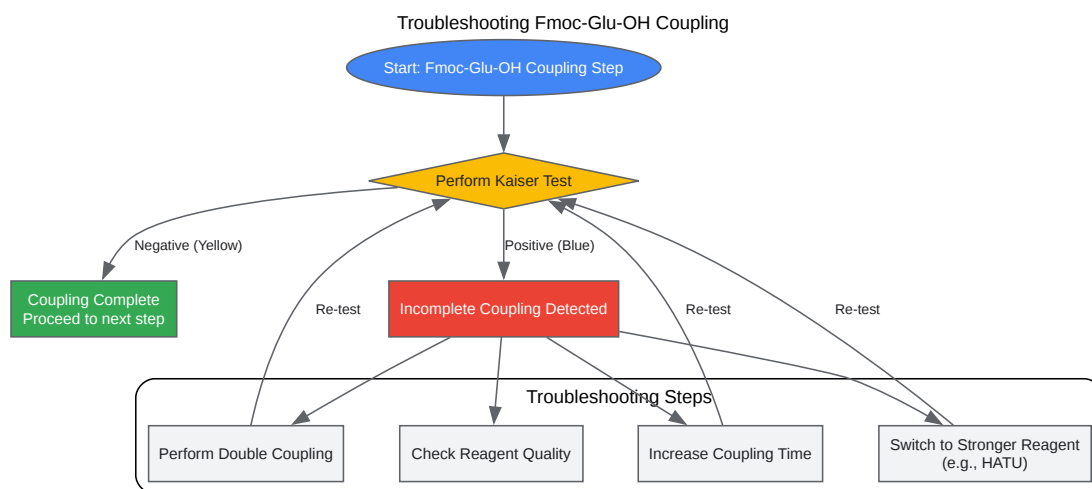 Troubleshooting Fmoc-Glu-OH Coupling
Start: Fmoc-Glu-OH Coupling Step
Perform Kaiser Test
Negative (Yellow)
Positive (Blue)
Coupling Complete
Proceed to next step
Re-test
Incomplete Coupling Detected
Re-test
Re-test
Troubleshooting Steps
Perform Double Coupling
Check Reagent Quality
Increase Coupling Time
Switch to Stronger Reagent
(e.g., HATU)